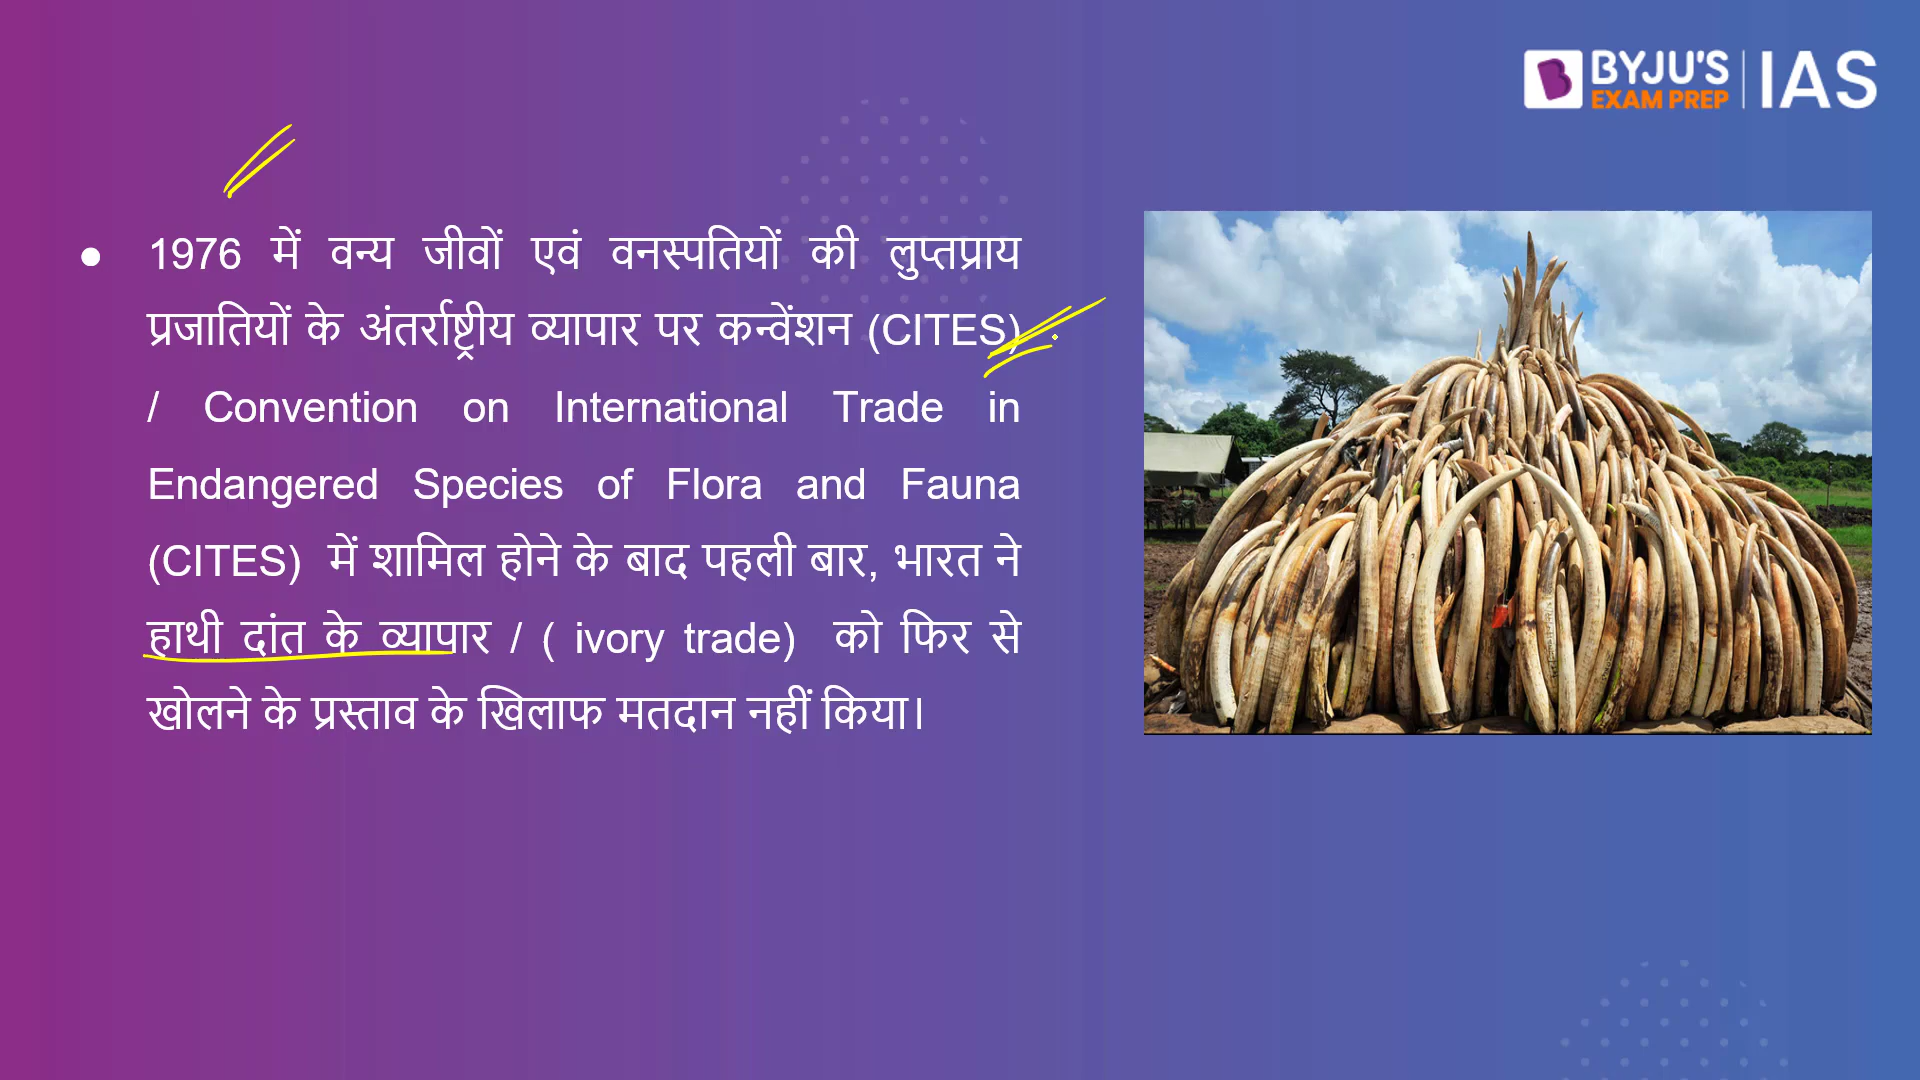 BYJU'S
EXAM PREP
IAS
● 1976 में वन्य जीवों एवं वनस्पतियों की लुप्तप्राय
प्रजातियों के अंतर्राष्ट्रीय व्यापार पर कन्वेंशन (CITES)
/ Convention on International Trade in
Endangered Species of Flora and Fauna
(CITES) में शामिल होने के बाद पहली बार, भारत ने
हाथी दांत के व्यापार / ( ivory trade) को फिर से
खोलने के प्रस्ताव के खिलाफ मतदान नहीं किया।